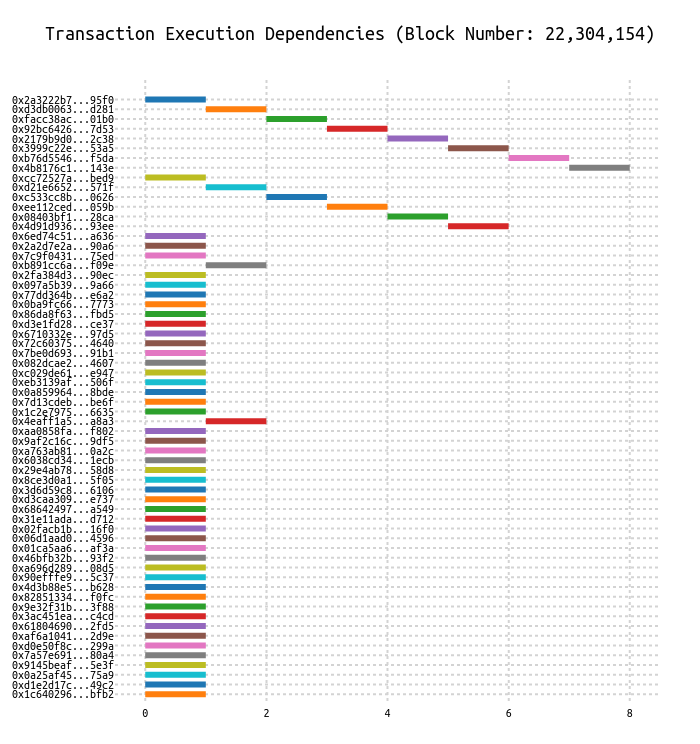 Transaction Execution Dependencies (Block Number: 22,304,154)
0x2a3222b7...95f0
0xd3db0063...d281
0xfacc38ac...01b0
0x92bc6426...7d53
0x2179b9d0...2c38
0x3999c22e...53a5
0xb76d5546...f5da
0x4b8176c1...143e
0xcc72527a...bed9
0xd21e6652...571f
0xc533cc8b...0626
0xee112ced...059b
0x08403bf1...28ca
0x4d91d936...93ee
0x6ed74c51...a636
0x2a2d7e2a...90a6
0x7c9f0431...75ed
0xb891cc6a...f09e
0x2fa384d3...90ec
0x097a5b39...9a66
0x77dd364b...e6a2
0x0ba9fc66...7773
0x86da8f63...fbd5
0xd3e1fd28...ce37
0x6710332e...97d5
0x72c60375...4640
0x7be0d693...91b1
0x082dcae2...4607
0xc029de61...e947
0xeb3139af...506f
0x0a859964...8bde
0x7d13cdeb...be6f
0x1c2e7975...6635
0x4eaff1a5...a8a3
0xaa0858fa...f802
0x9af2c16c...9df5
0xa763ab81...0a2c
0x6038cd34...1ecb
0x29e4ab78...58d8
0x8ce3d0a1...5f05
0x3d6d59c8...6106
0xd3caa309...e737
0x68642497...a549
0x31e11ada...d712
0x02facb1b...16f0
0x06d1aad0...4596
0x01ca5aa6...af3a
0x46bfb32b...93f2
0xa696d289...08d5
0x90efffe9...5c37
0x4d3b88e5...b628
0x82851334...f0fc
0x9e32f31b...3f88
0x3ac451ea...c4cd
0x61804690...2fd5
0xaf6a1041...2d9e
0xd0e50f8c...299a
0x7a57e691...80a4
0x9145beaf...5e3f
0x0a25af45...75a9
0xd1e2d17c...49c2
0x1c640296...bfb2
0 2 4 6 8